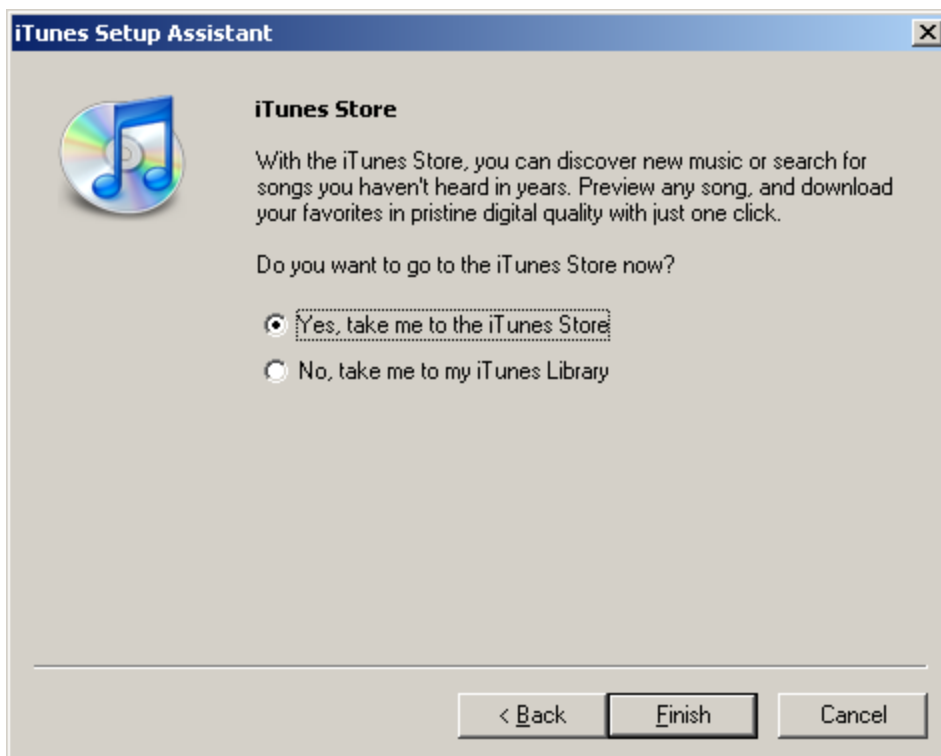 iTunes Setup Assistant
iTunes Store
With the iTunes Store, you can discover new music or search for
songs you haven't heard in years. Preview any song, and download
your favorites in pristine digital quality with just one click.
Do you want to go to the iTunes Store now?
Yes, take me to the iTunes Store
No, take me to my iTunes Library
< Back
Finish
Cancel